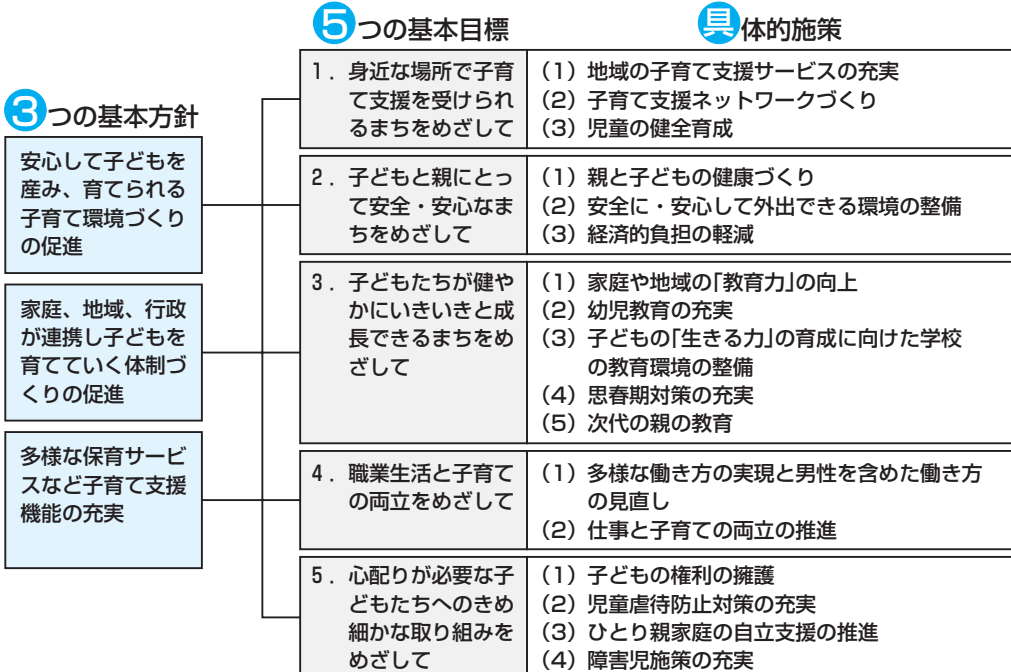 3つの基本方針
安心して子どもを
産み、育てられる
子育て環境づくり
の促進
家庭、地域、行政
が連携し子どもを
育てていく体制づ
くりの促進
多様な保育サービ
スなど子育て支援
機能の充実
5つの基本目標
具体的施策
1．身近な場所で子育
て支援を受けられ
るまちをめざして
（1）地域の子育て支援サービスの充実
（2）子育て支援ネットワークづくり
（3）児童の健全育成
2．子どもと親にとっ
て安全・安心なま
ちをめざして
（1）親と子どもの健康づくり
（2）安全に・安心して外出できる環境の整備
（3）経済的負担の軽減
3．子どもたちが健や
かにいきいきと成
長できるまちをめ
ざして
（1）家庭や地域の「教育力」の向上
（2）幼児教育の充実
（3）子どもの「生きる力」の育成に向けた学校
の教育環境の整備
（4）思春期対策の充実
（5）次代の親の教育
4．職業生活と子育て
の両立をめざして
（1）多様な働き方の実現と男性を含めた働き方
の見直し
（2）仕事と子育ての両立の推進
5．心配りが必要な子
どもたちへのきめ
細かな取り組みを
めざして
（1）子どもの権利の擁護
（2）児童虐待防止対策の充実
（3）ひとり親家庭の自立支援の推進
（4）障害児施策の充実